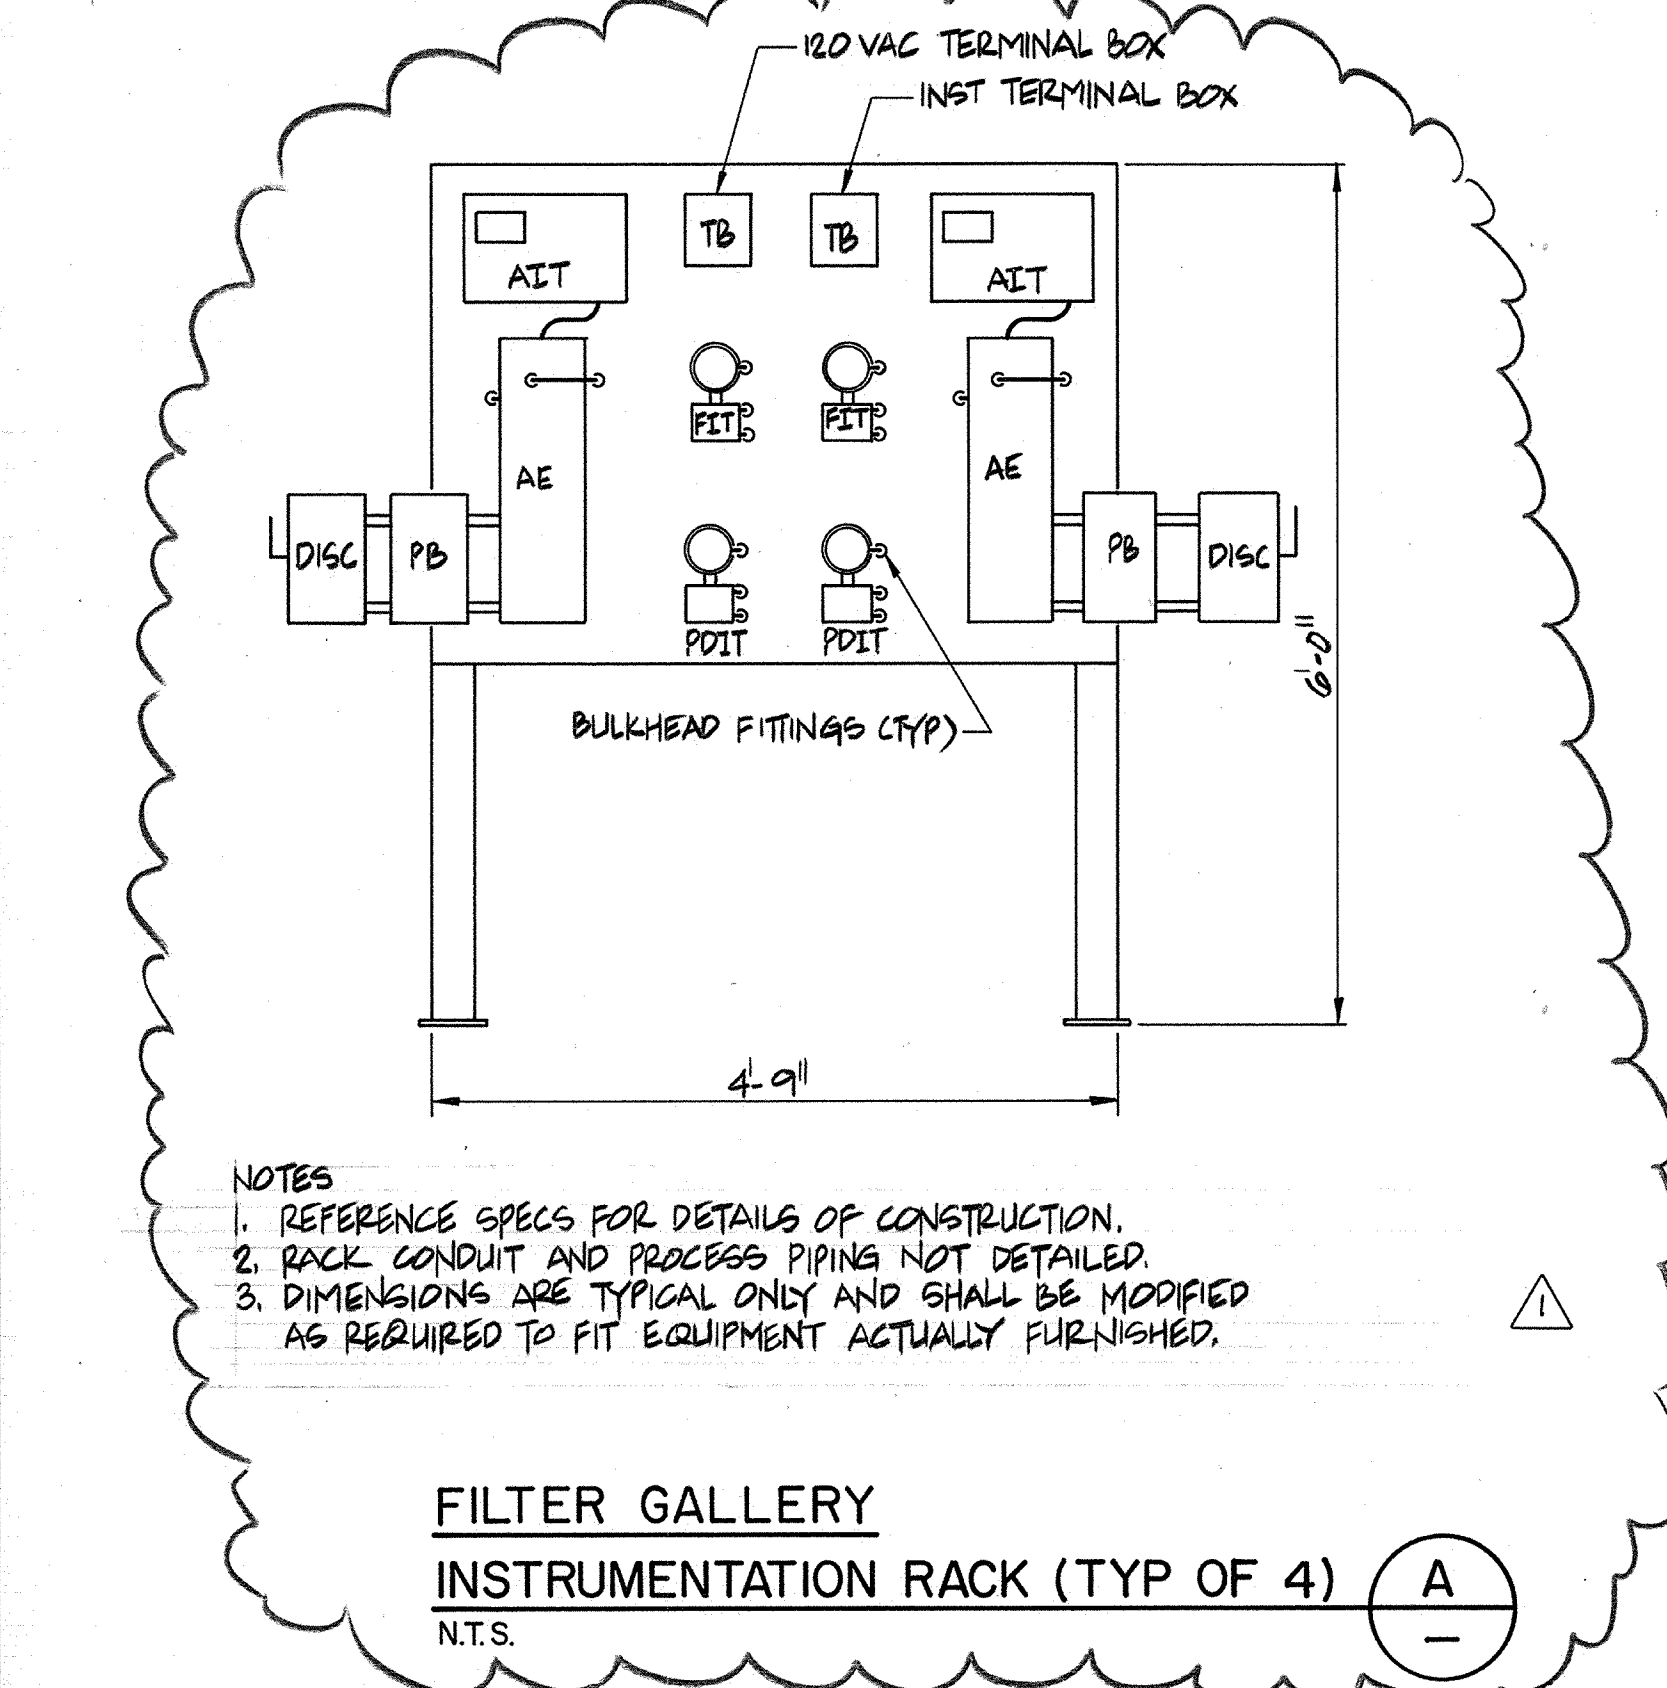 120 VAC TERMINAL BOX
INST TERMINAL BOX
TB
TB
AIT
AIT
FIT
FIT
AE
AE
DISC
PB
PB
DISC
PDIT
PDIT
6'-0"
BULKHEAD FITTINGS (TYP)
4'-9"
NOTES
1. REFERENCE SPECS FOR DETAILS OF CONSTRUCTION.
2. RACK CONDUIT AND PROCESS PIPING NOT DETAILED.
3. DIMENSIONS ARE TYPICAL ONLY AND SHALL BE MODIFIED
AS REQUIRED TO FIT EQUIPMENT ACTUALLY FURNISHED.
1
FILTER GALLERY
INSTRUMENTATION RACK (TYP OF 4)
A
—
N.T.S.